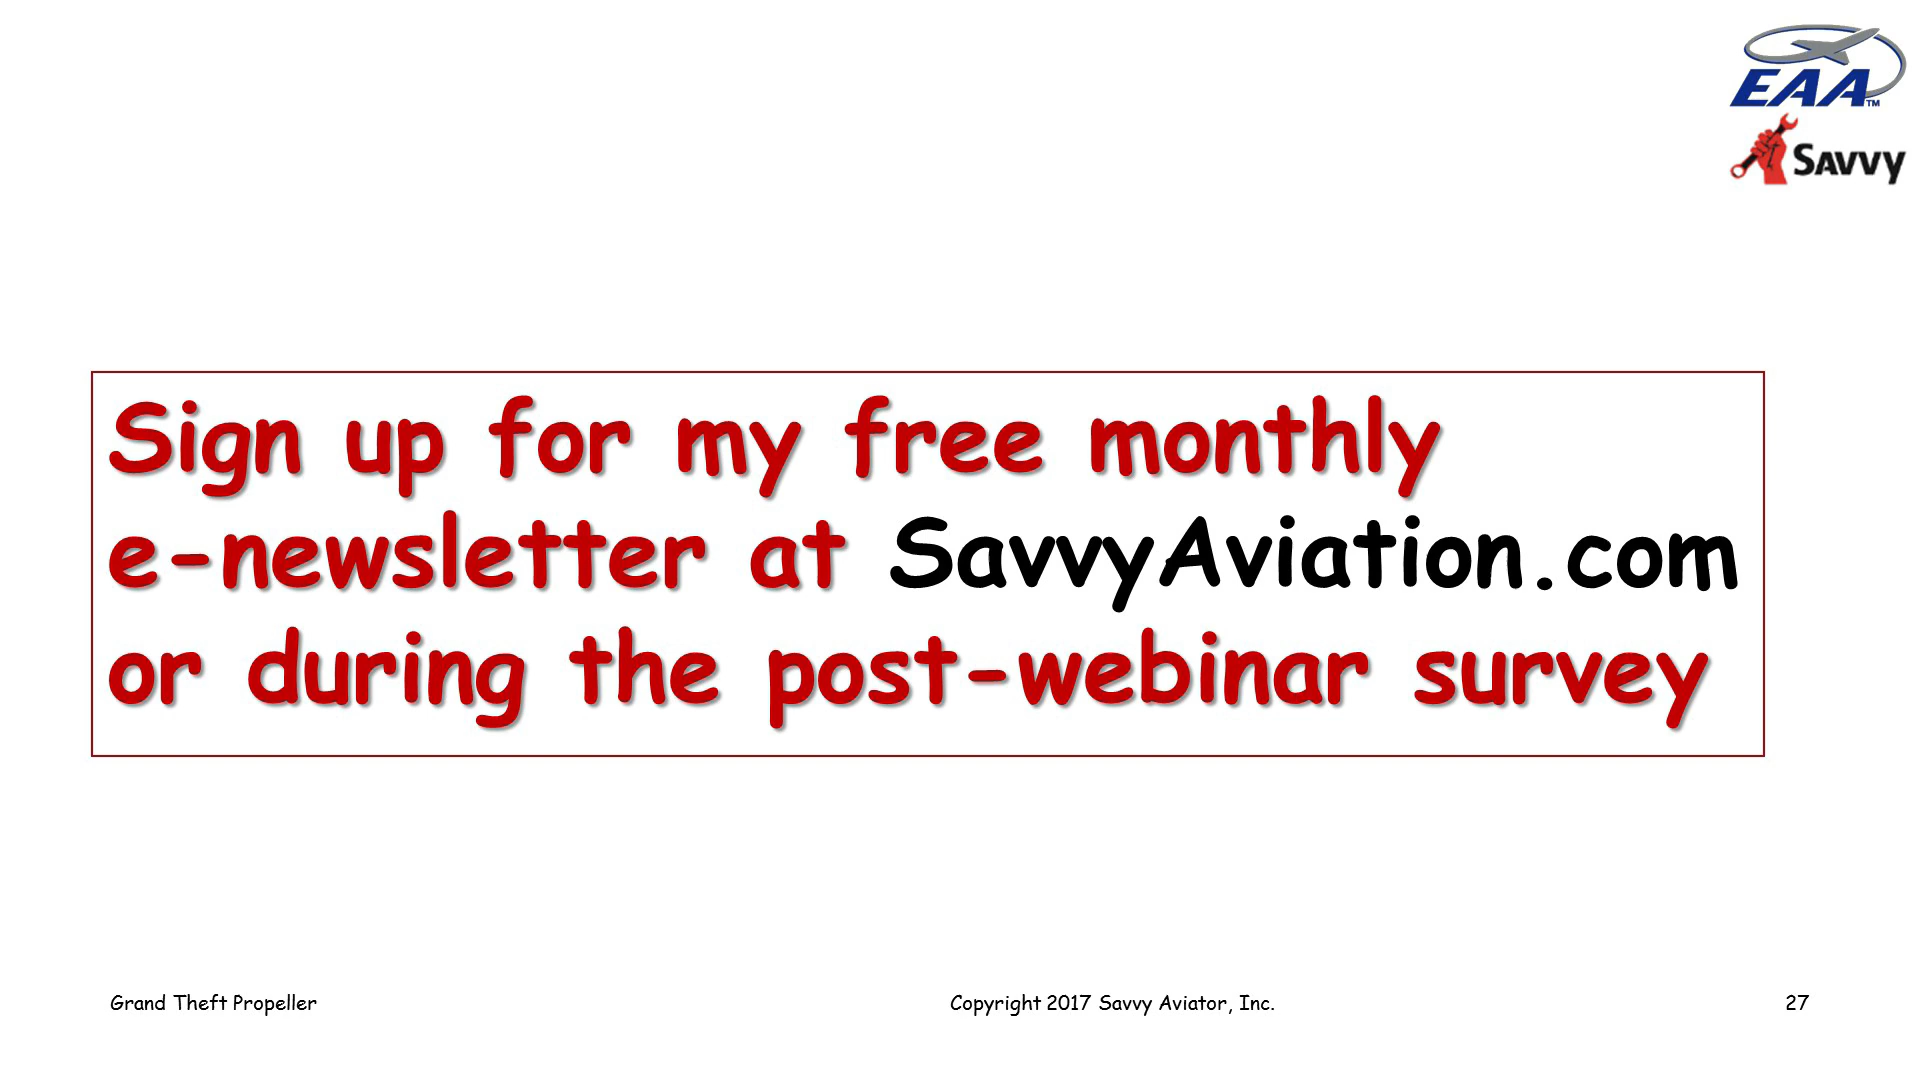 EAA™
SAVVY
Sign up for my free monthly
e-newsletter at SavvyAviation.com
or during the post-webinar survey
Grand Theft Propeller
Copyright 2017 Savvy Aviator, Inc.
27